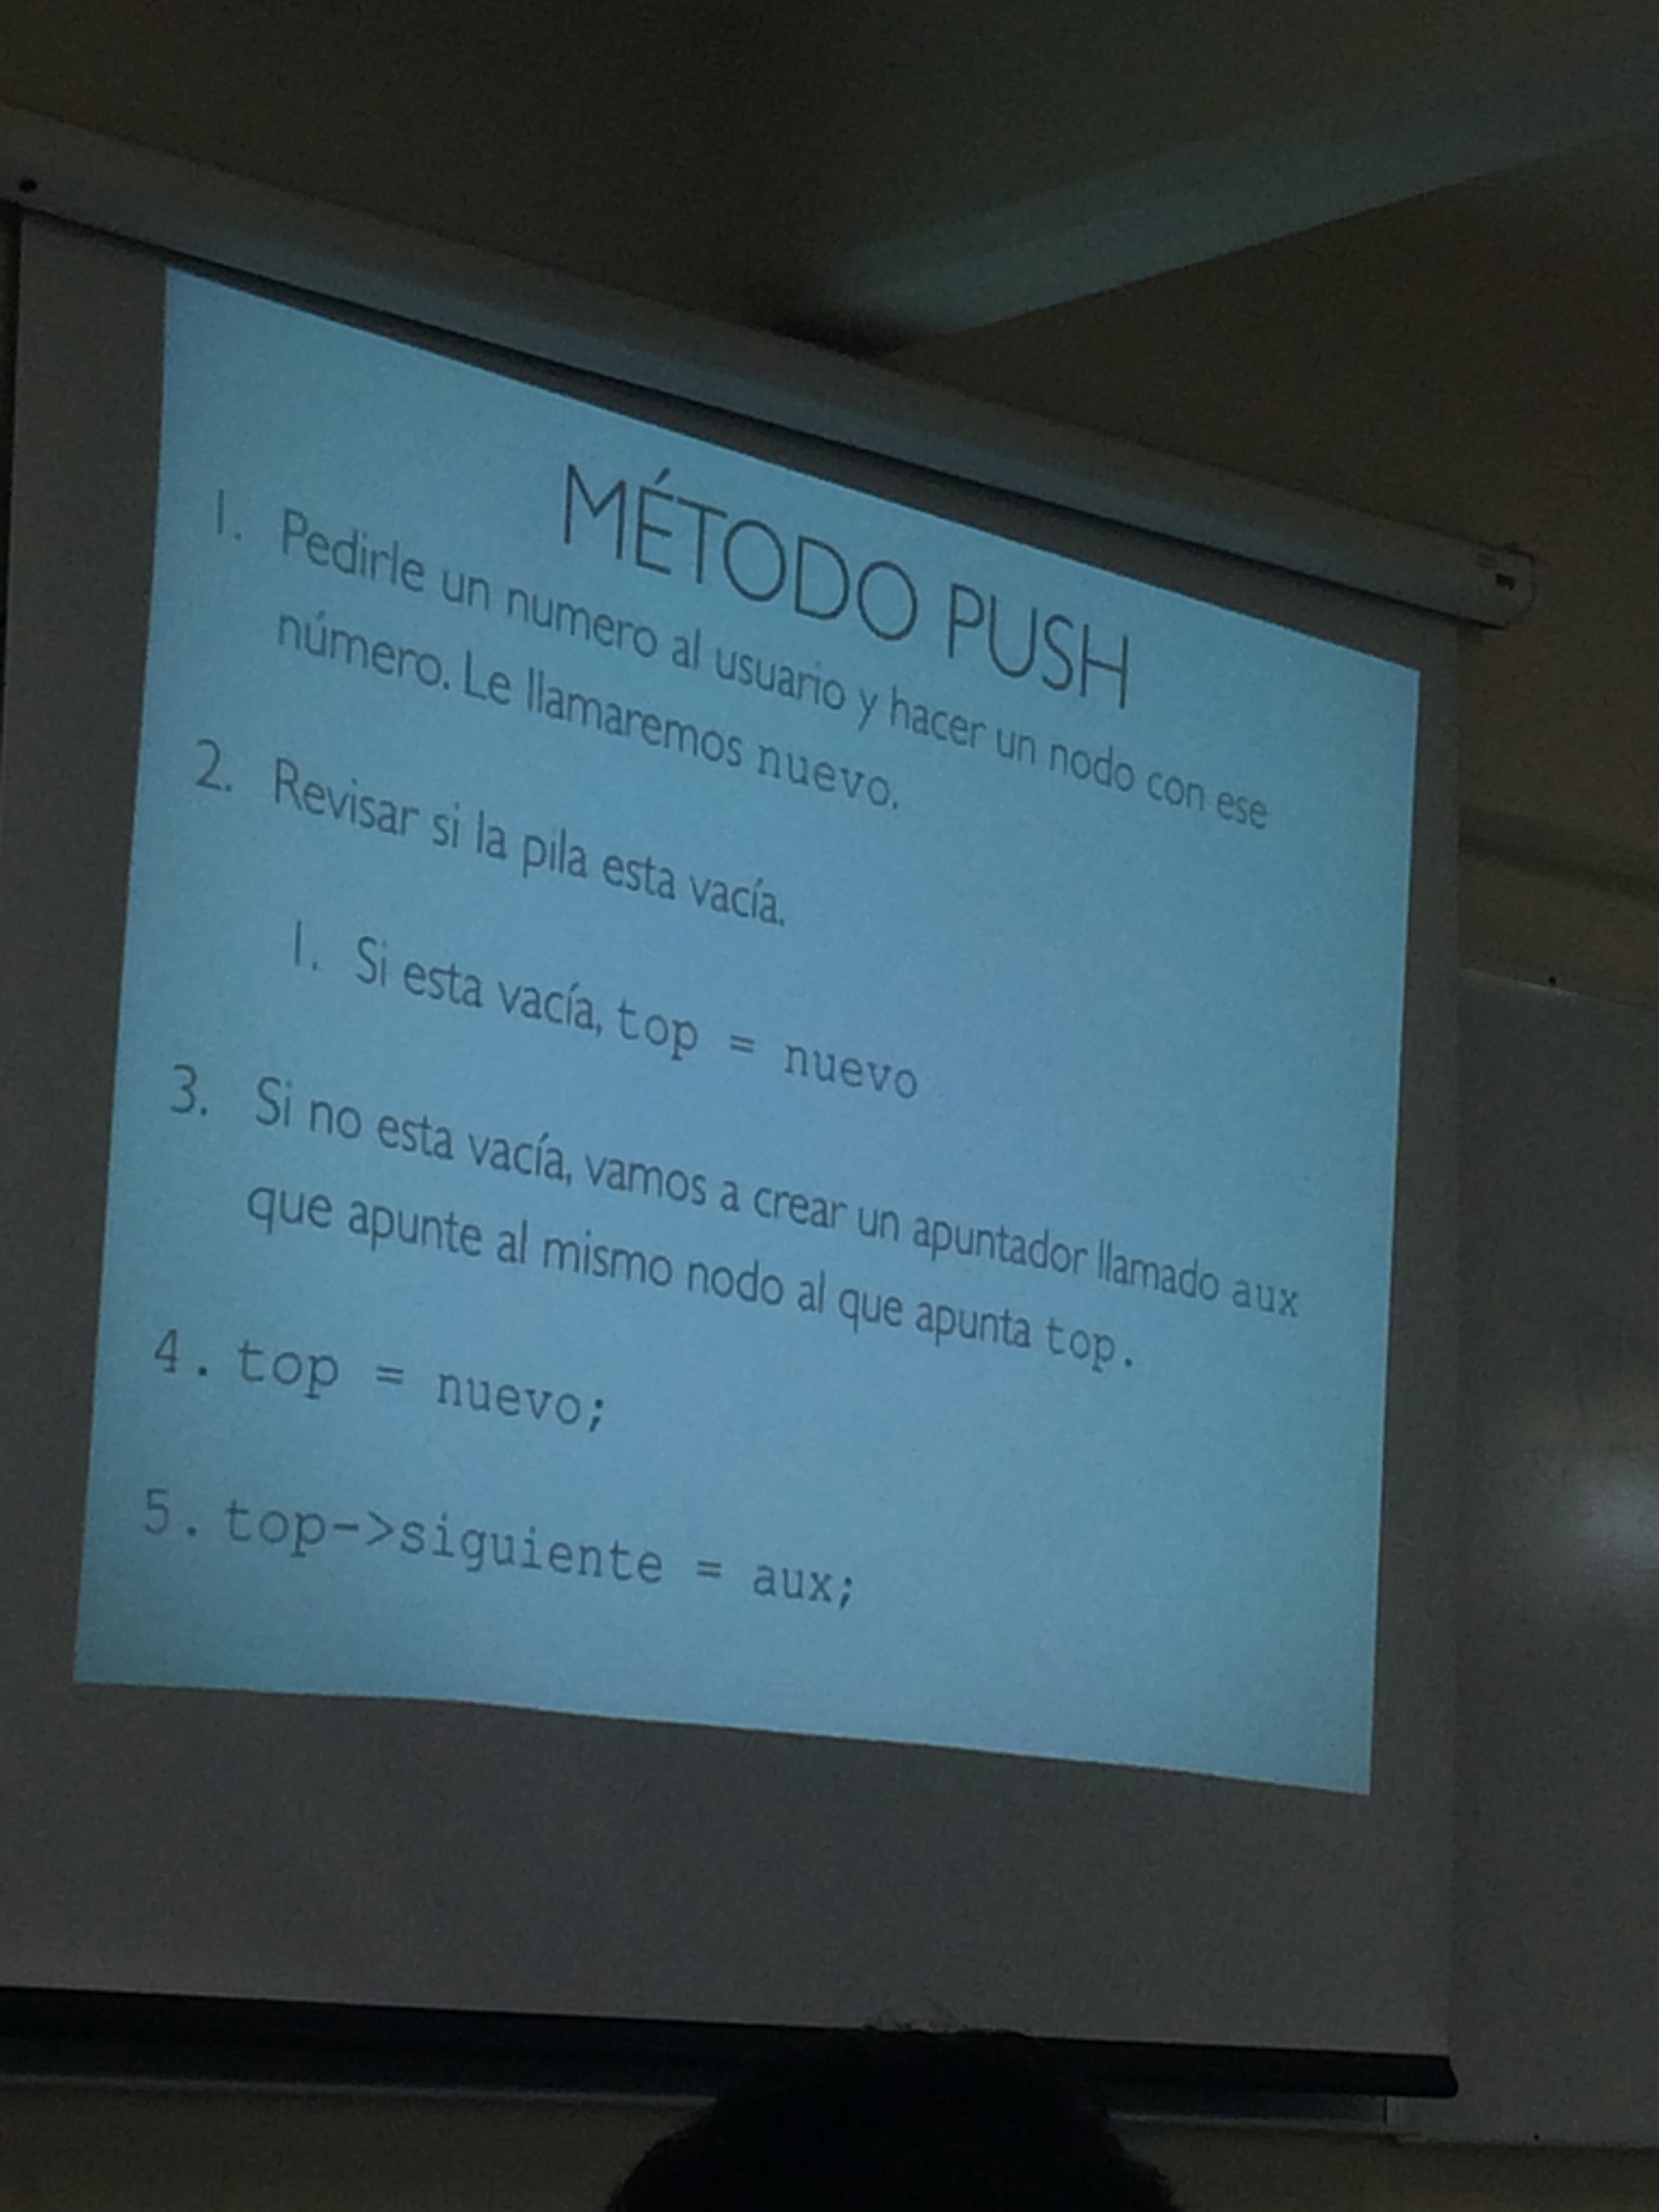 MÉTODO PUSH
1. Pedirle un numero al usuario y hacer un nodo con ese
número. Le llamaremos nuevo.
2. Revisar si la pila esta vacía.
1. Si esta vacía, top = nuevo
3. Si no esta vacía, vamos a crear un apuntador llamado aux
que apunte al mismo nodo al que apunta top.
4. top = nuevo;
5. top->siguiente = aux;